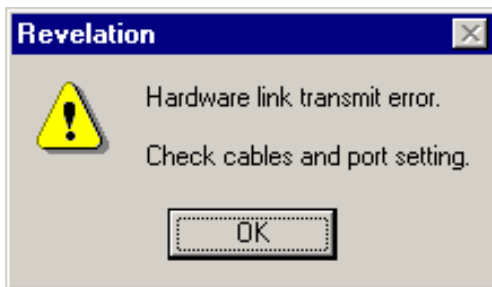 Revelation
Hardware link transmit error.
Check cables and port setting.
OK